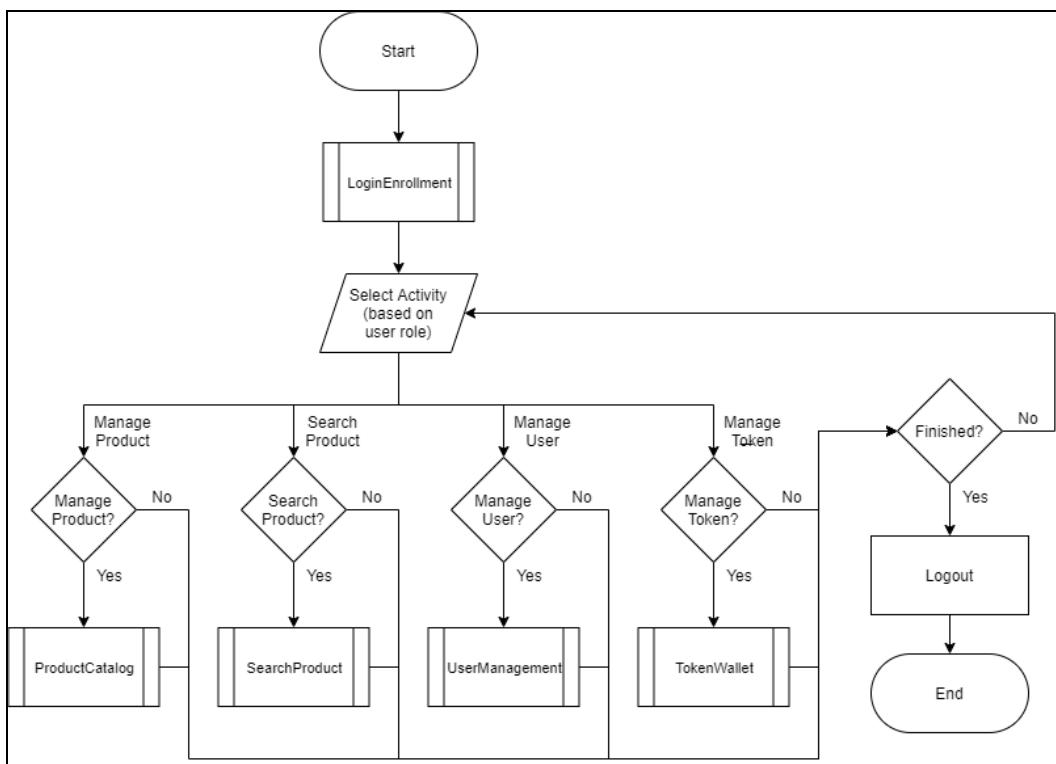 Start
LoginEnrollment
Select Activity
(based on
user role)
Manage
Product
Search
Product
Manage
User
Manage
Token
Finished?
No
Manage
Product?
No
Search
Product?
No
Manage
User?
No
Manage
Token?
No
Yes
Yes
Yes
Yes
Yes
Logout
ProductCatalog
SearchProduct
UserManagement
TokenWallet
End